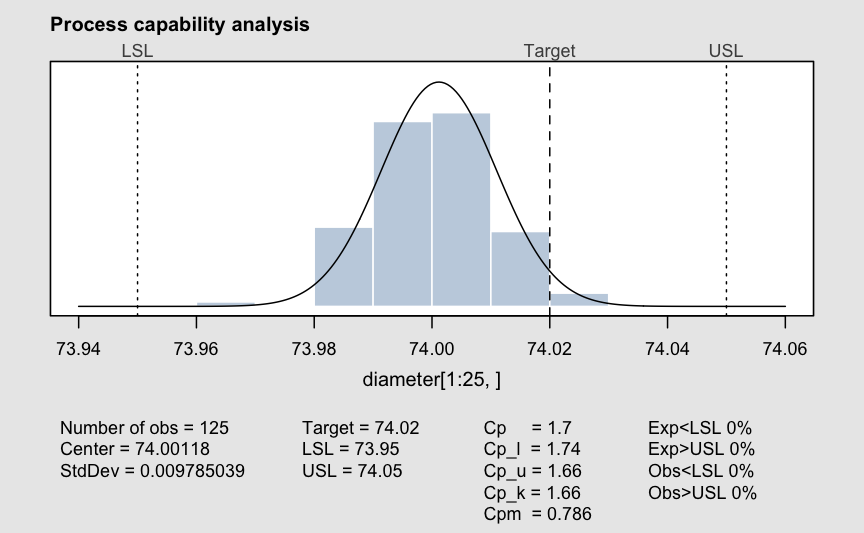 Process capability analysis
LSL Target USL
73.94 73.96 73.98 74.00 74.02 74.04 74.06
diameter[1:25, ]
Number of obs = 125
Center = 74.00118
StdDev = 0.009785039
Target = 74.02
LSL = 73.95
USL = 74.05
Cp = 1.7
Cp_l = 1.74
Cp_u = 1.66
Cp_k = 1.66
Cpm = 0.786
Exp<LSL 0%
Exp>USL 0%
Obs<LSL 0%
Obs>USL 0%